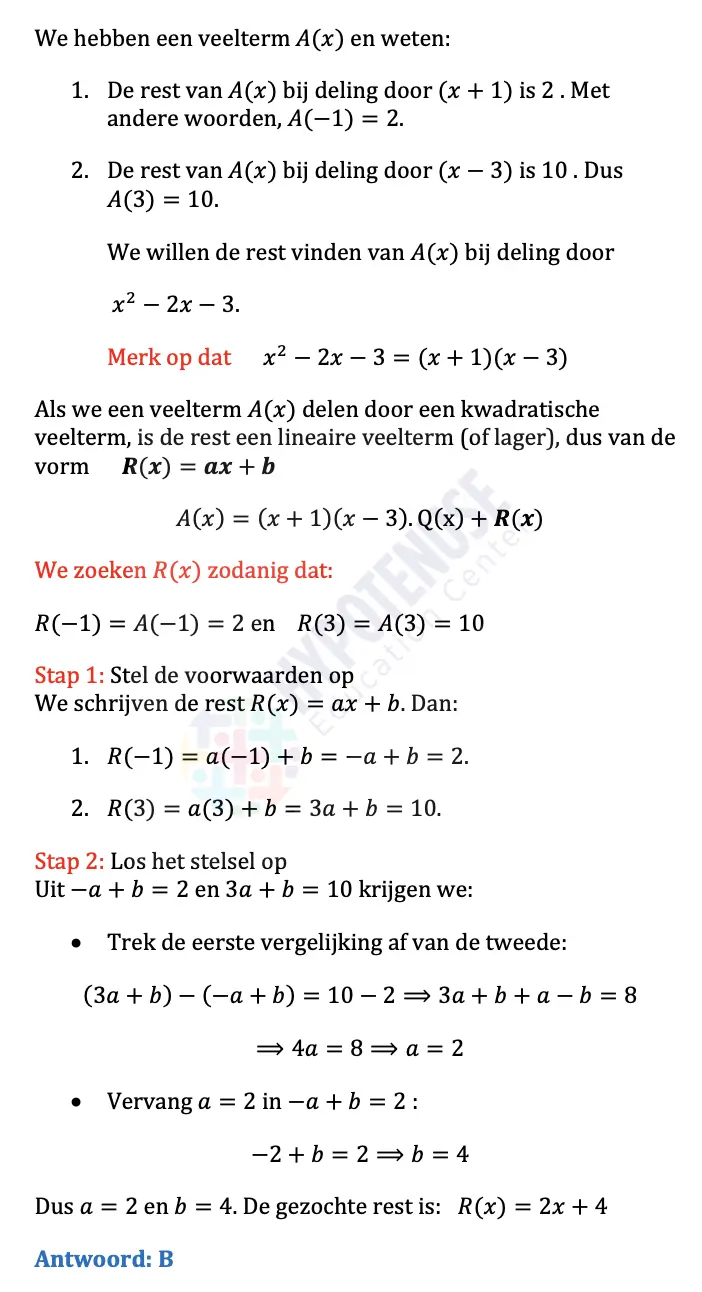 We hebben een veelterm A(x) en weten:
1. De rest van A(x) bij deling door (x + 1) is 2 . Met
andere woorden, A(−1) = 2.
2. De rest van A(x) bij deling door (x − 3) is 10 . Dus
A(3) = 10.
We willen de rest vinden van A(x) bij deling door
x² − 2x − 3.
Merk op dat x² − 2x − 3 = (x + 1)(x − 3)
Als we een veelterm A(x) delen door een kwadratische
veelterm, is de rest een lineaire veelterm (of lager), dus van de
vorm R(x) = ax + b
A(x) = (x + 1)(x − 3). Q(x) + R(x)
We zoeken R(x) zodanig dat:
R(−1) = A(−1) = 2 en R(3) = A(3) = 10
Stap 1: Stel de voorwaarden op
We schrijven de rest R(x) = ax + b. Dan:
1. R(−1) = a(−1) + b = −a + b = 2.
2. R(3) = a(3) + b = 3a + b = 10.
Stap 2: Los het stelsel op
Uit −a + b = 2 en 3a + b = 10 krijgen we:
• Trek de eerste vergelijking af van de tweede:
(3a + b) − (−a + b) = 10 − 2 ⟹ 3a + b + a − b = 8
⟹ 4a = 8 ⟹ a = 2
• Vervang a = 2 in −a + b = 2 :
−2 + b = 2 ⟹ b = 4
Dus a = 2 en b = 4. De gezochte rest is: R(x) = 2x + 4
Antwoord: B
HYPOTENUSE
Education Center